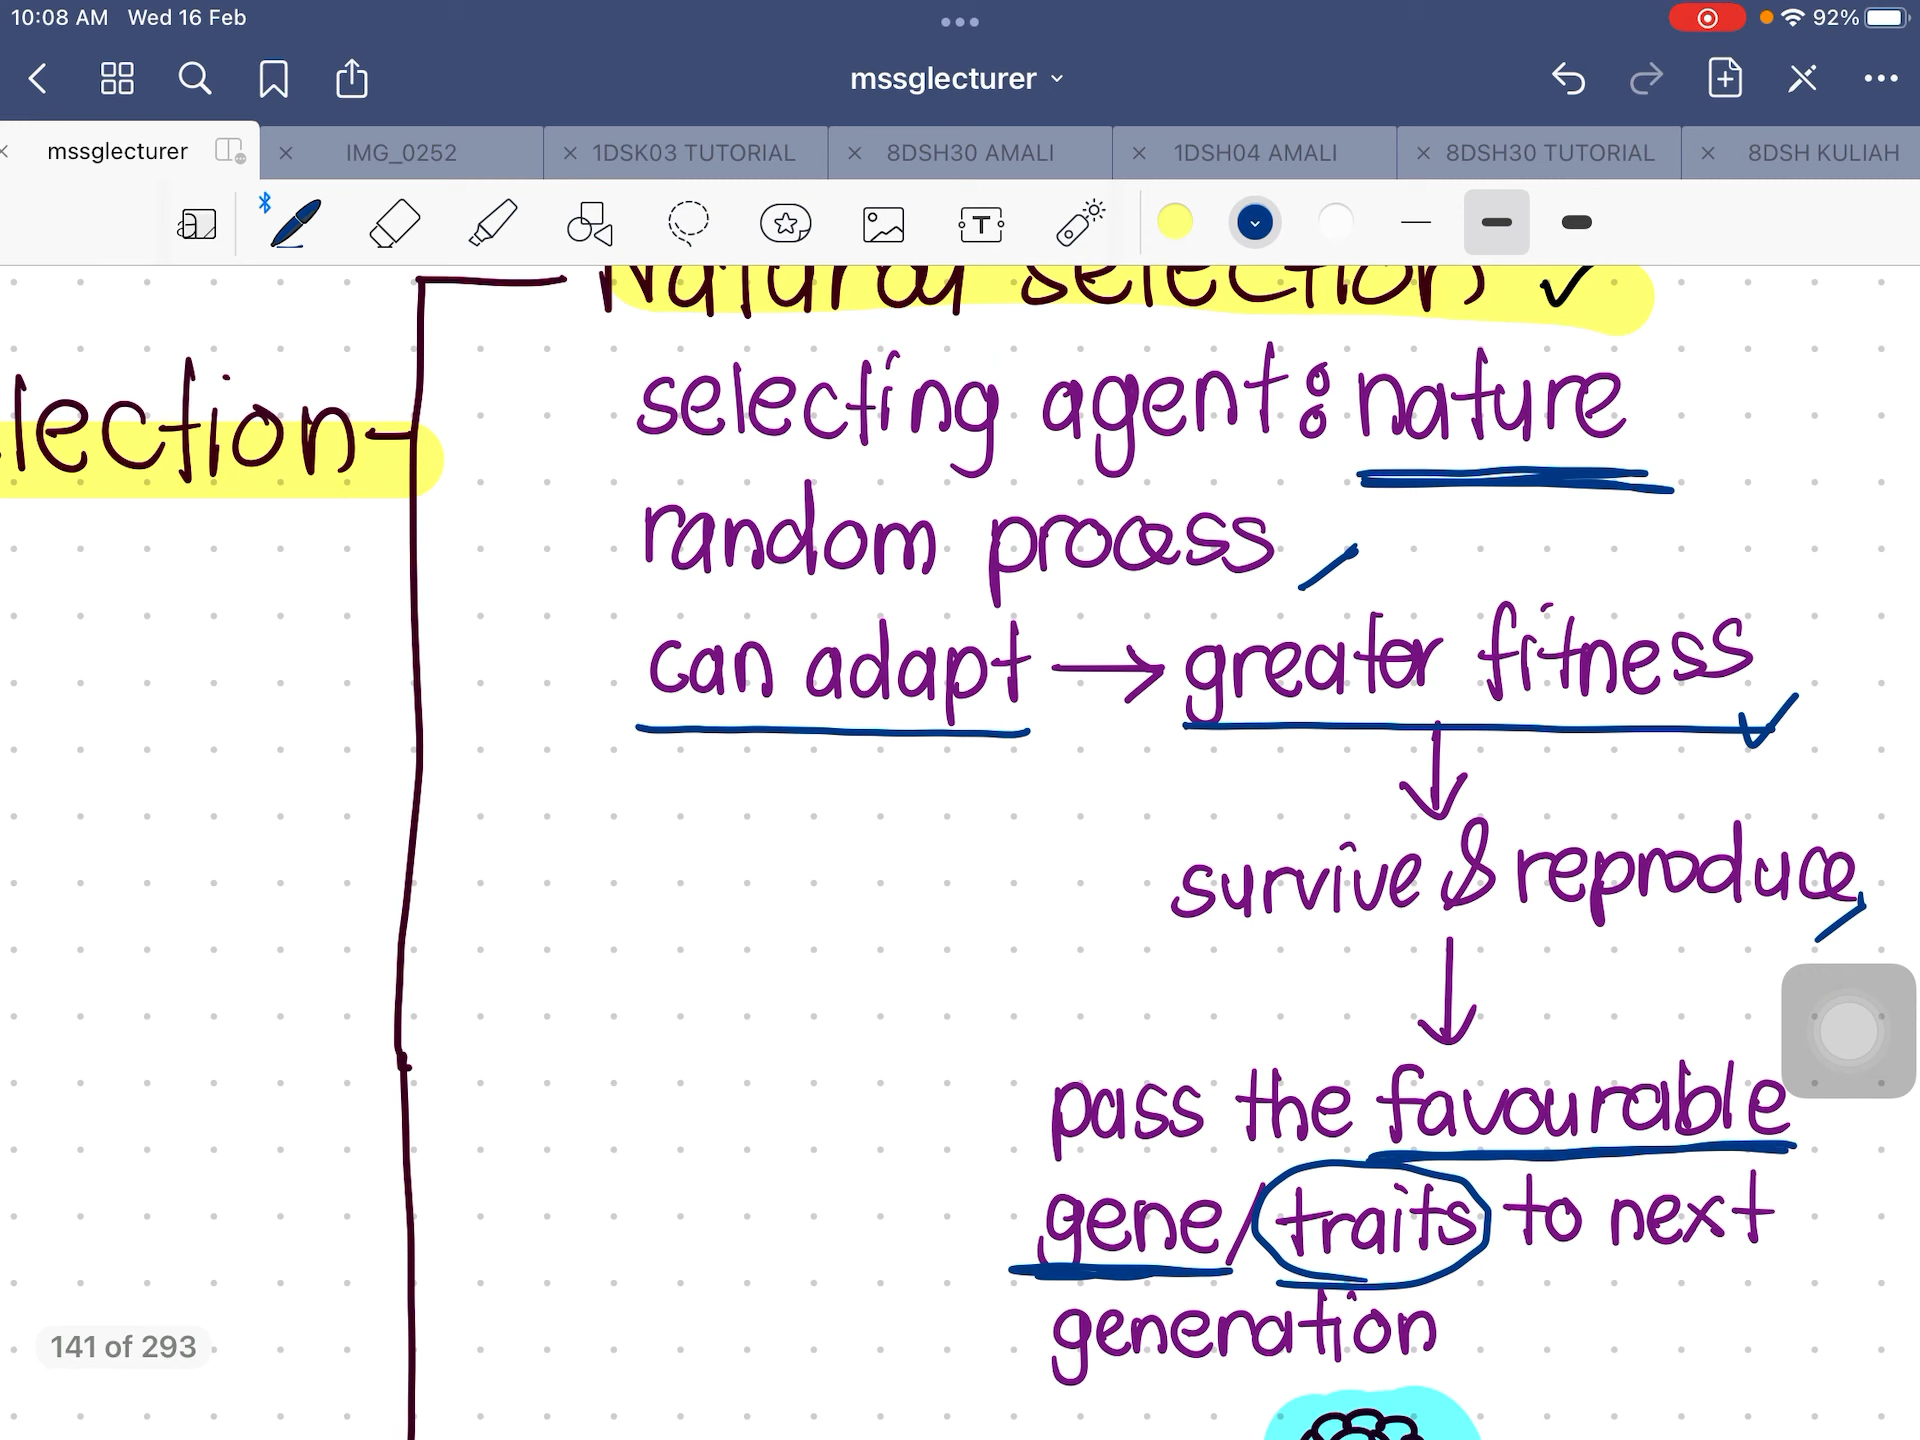 10:08 AM Wed 16 Feb
92%
mssglecturer
mssglecturer
IMG_0252
1DSK03 TUTORIAL
8DSH30 AMALI
1DSH04 AMALI
8DSH30 TUTORIAL
8DSH KULIAH
Natural selection ✓
lection
selecting agent: nature
random process
can adapt → greater fitness
survive & reproduce
pass the favourable
gene/traits to next
generation
141 of 293